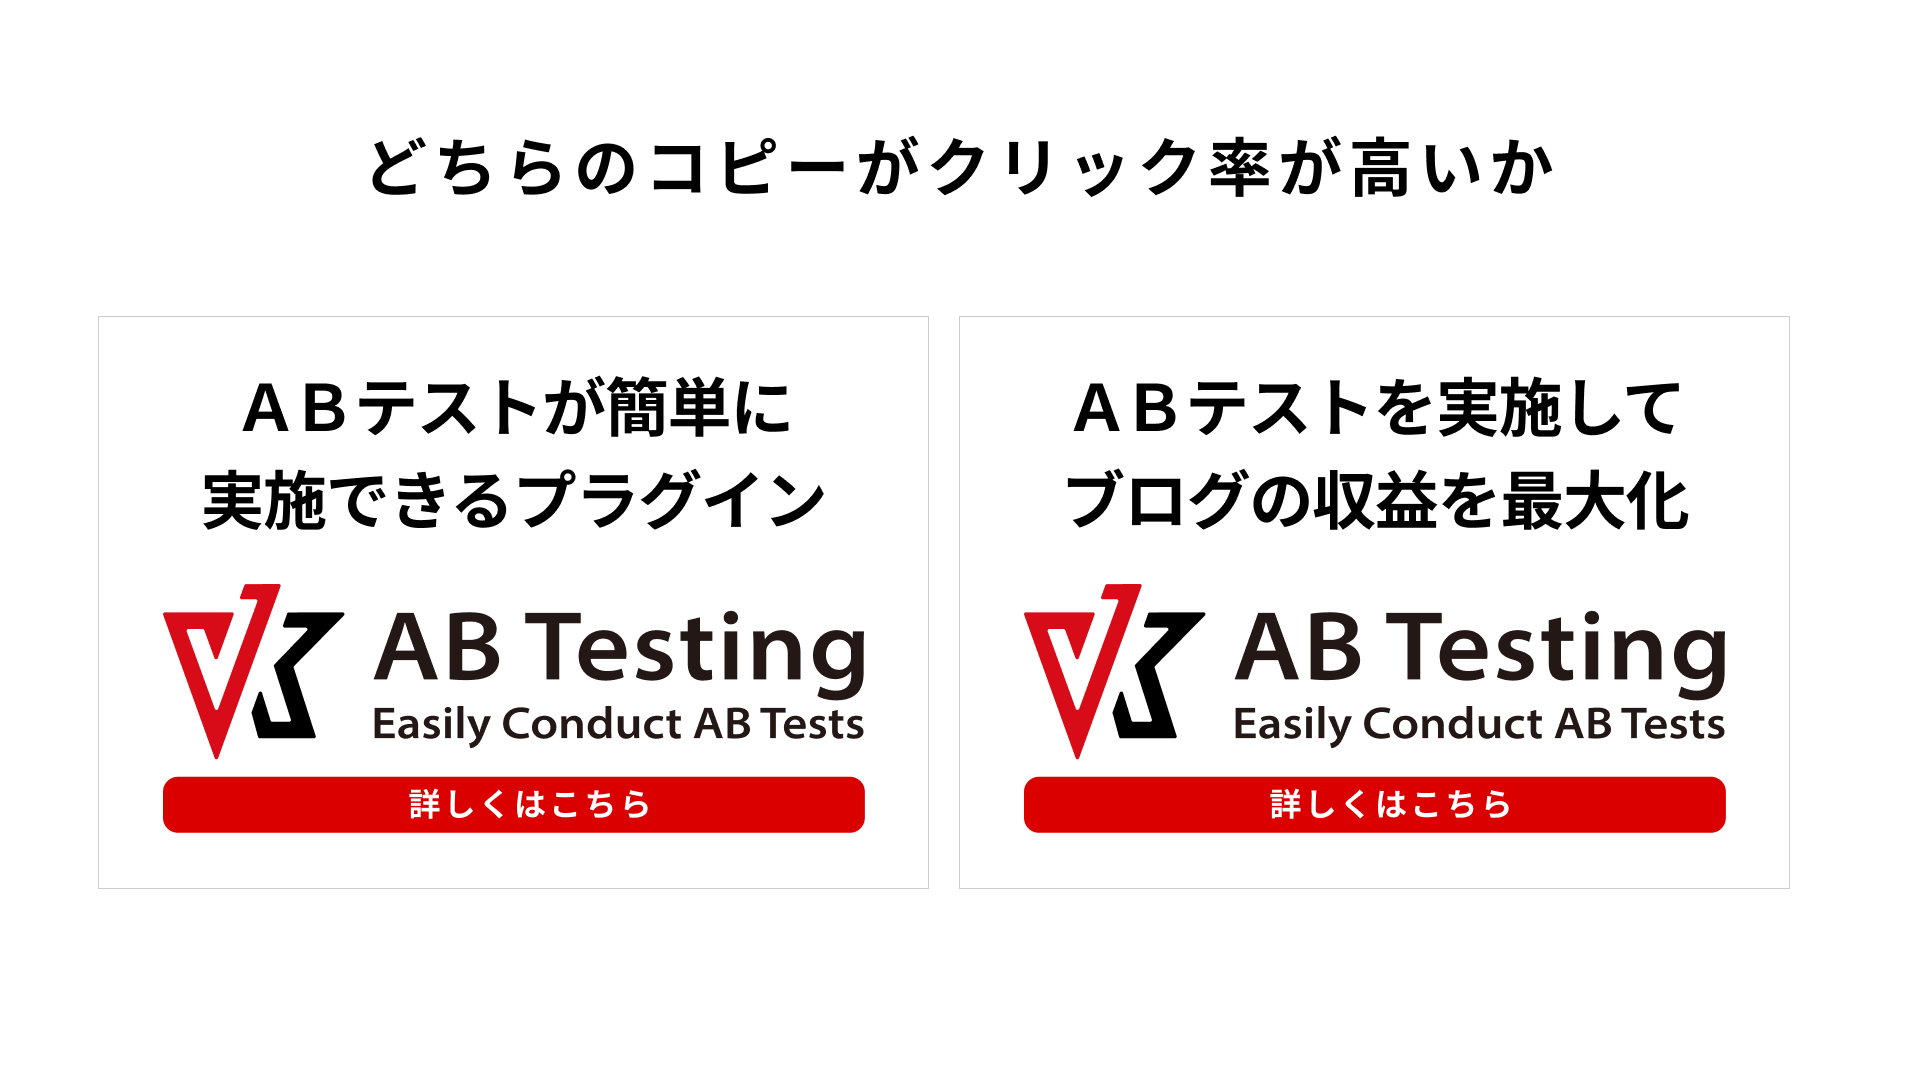 どちらのコピーがクリック率が高いか
ＡＢテストが簡単に
実施できるプラグイン
VK
AB Testing
Easily Conduct AB Tests
詳しくはこちら
ＡＢテストを実施して
ブログの収益を最大化
VK
AB Testing
Easily Conduct AB Tests
詳しくはこちら